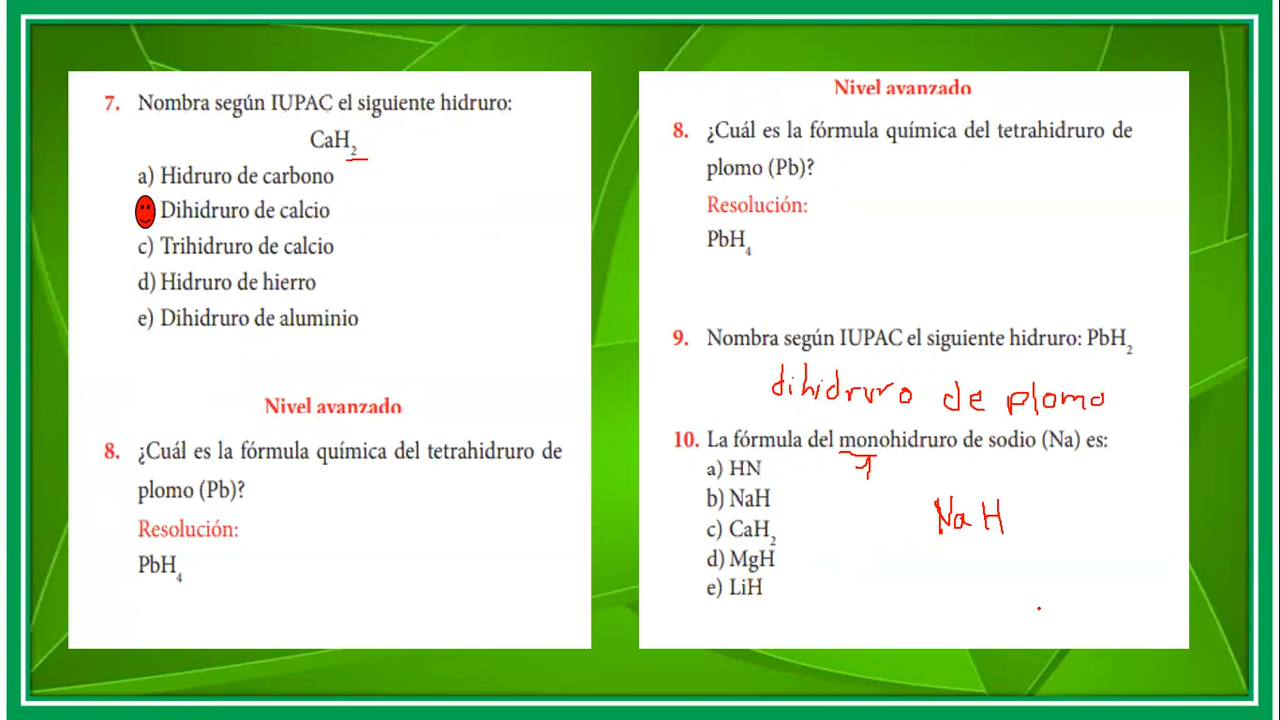 7. Nombra según IUPAC el siguiente hidruro:
CaH₂
a) Hidruro de carbono
Dihidruro de calcio
c) Trihidruro de calcio
d) Hidruro de hierro
e) Dihidruro de aluminio
Nivel avanzado
8. ¿Cuál es la fórmula química del tetrahidruro de
plomo (Pb)?
Resolución:
PbH₄
Nivel avanzado
8. ¿Cuál es la fórmula química del tetrahidruro de
plomo (Pb)?
Resolución:
PbH₄
9. Nombra según IUPAC el siguiente hidruro: PbH₂
dihidruro de plomo
10. La fórmula del monohidruro de sodio (Na) es:
1
a) HN
b) NaH
c) CaH₂
d) MgH
e) LiH
NaH